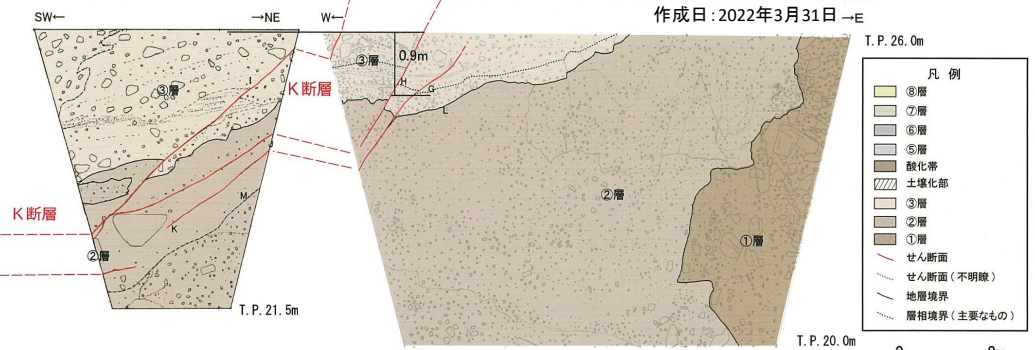 作成日:2022年3月31日
SW← →NE W← →E
T.P. 26.0m
③層 I K断層 ③層 0.9m H G L
J
M
K断層 K
②層 ②層 ①層
T.P. 21.5m
T.P. 20.0m
凡 例
⑧層
⑦層
⑥層
⑤層
酸化帯
土壌化部
③層
②層
①層
せん断面
せん断面(不明瞭)
地層境界
層相境界(主要なもの)